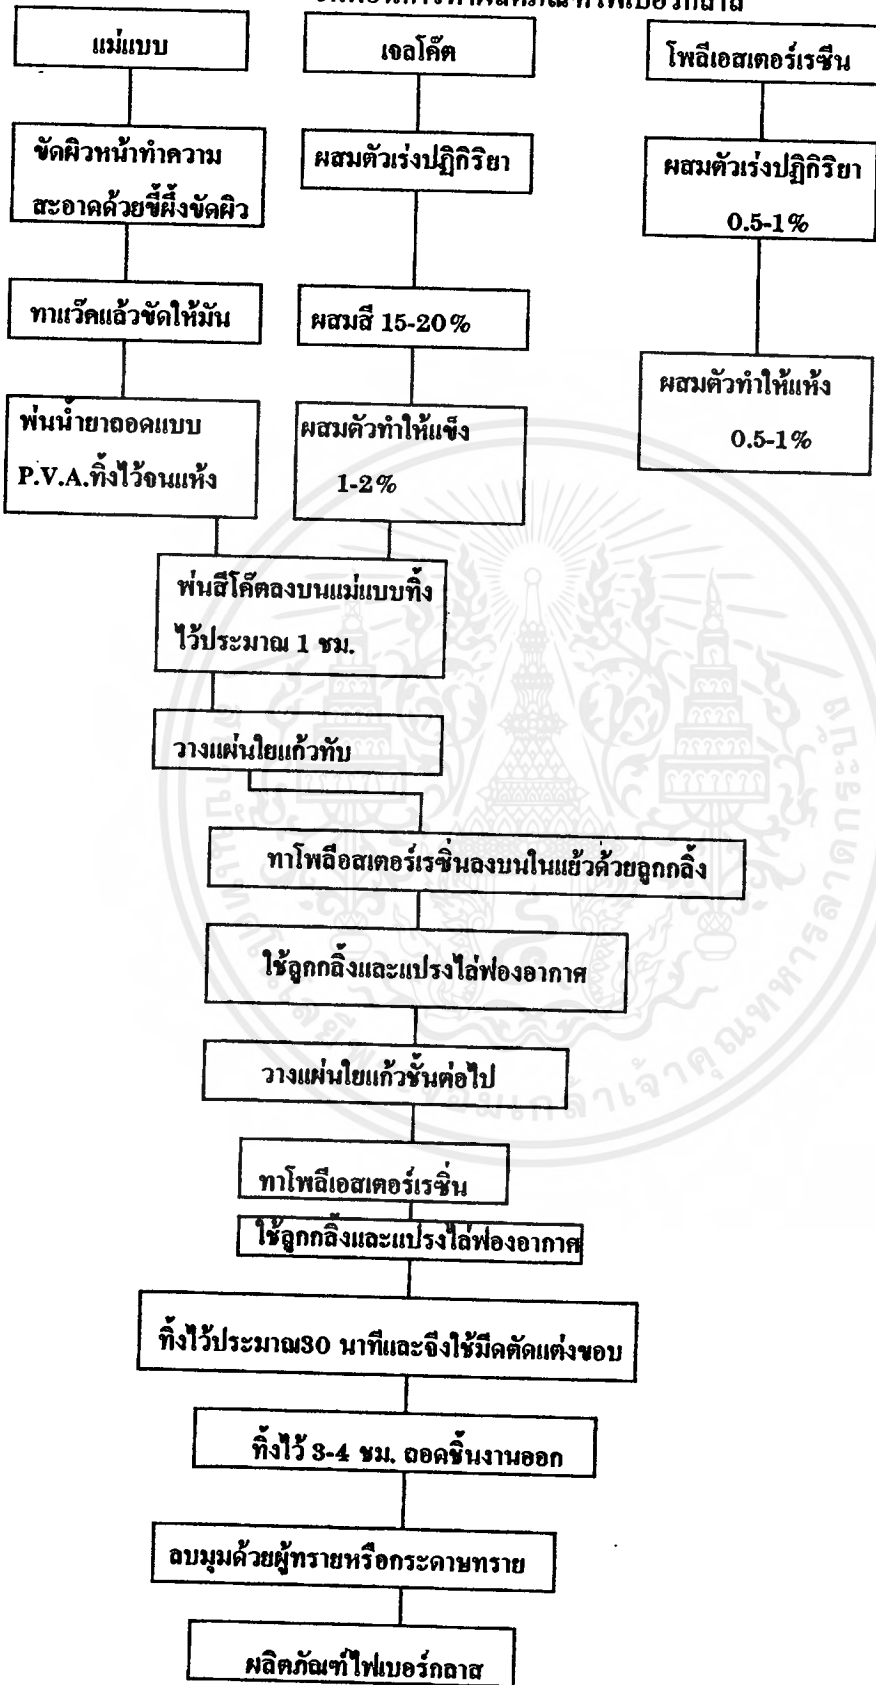 แม่แบบ
ขัดผิวหน้าทำความ
สะอาดด้วยขี้ผึ้งขัดผิว
ทาแว๊คแล้วขัดให้มัน
พ่นน้ำยาถอดแบบ
P.V.A.ทิ้งไว้จนแห้ง
เจลโค๊ต
ผสมตัวเร่งปฏิกิริยา
ผสมสี 15-20%
ผสมตัวทำให้แข็ง
1-2%
โพลีเอสเตอร์เรซีน
ผสมตัวเร่งปฏิกิริยา
0.5-1%
ผสมตัวทำให้แห้ง
0.5-1%
พ่นสีโค๊ตลงบนแม่แบบทิ้ง
ไว้ประมาณ 1 ชม.
วางแผ่นใยแก้วทับ
ทาโพลีอสเตอร์เรซิ่นลงบนในแย้วด้วยลูกกลิ้ง
ใช้ลูกกลิ้งและแปรงไล่ฟองอากาศ
วางแผ่นใยแก้วชั้นต่อไป
ทาโพลีเอสเตอร์เรซิ่น
ใช้ลูกกลิ้งและแปรงไล่ฟองอากาศ
ทิ้งไว้ประมาณ30 นาทีและจึงใช้มีดตัดแต่งขอบ
ทิ้งไว้ 3-4 ชม. ถอดชิ้นงานออก
ลบมุมด้วยผู้ทรายหรือกระดาษทราย
ผลิตภัณฑ์ไฟเบอร์กลาส